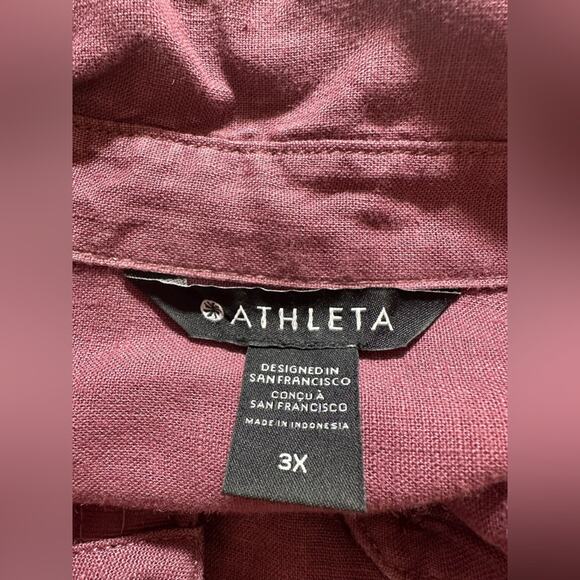 ATHLETA
DESIGNED IN
SAN FRANCISCO
CONÇU À
SAN FRANCISCO
MADE IN INDONESIA
3X